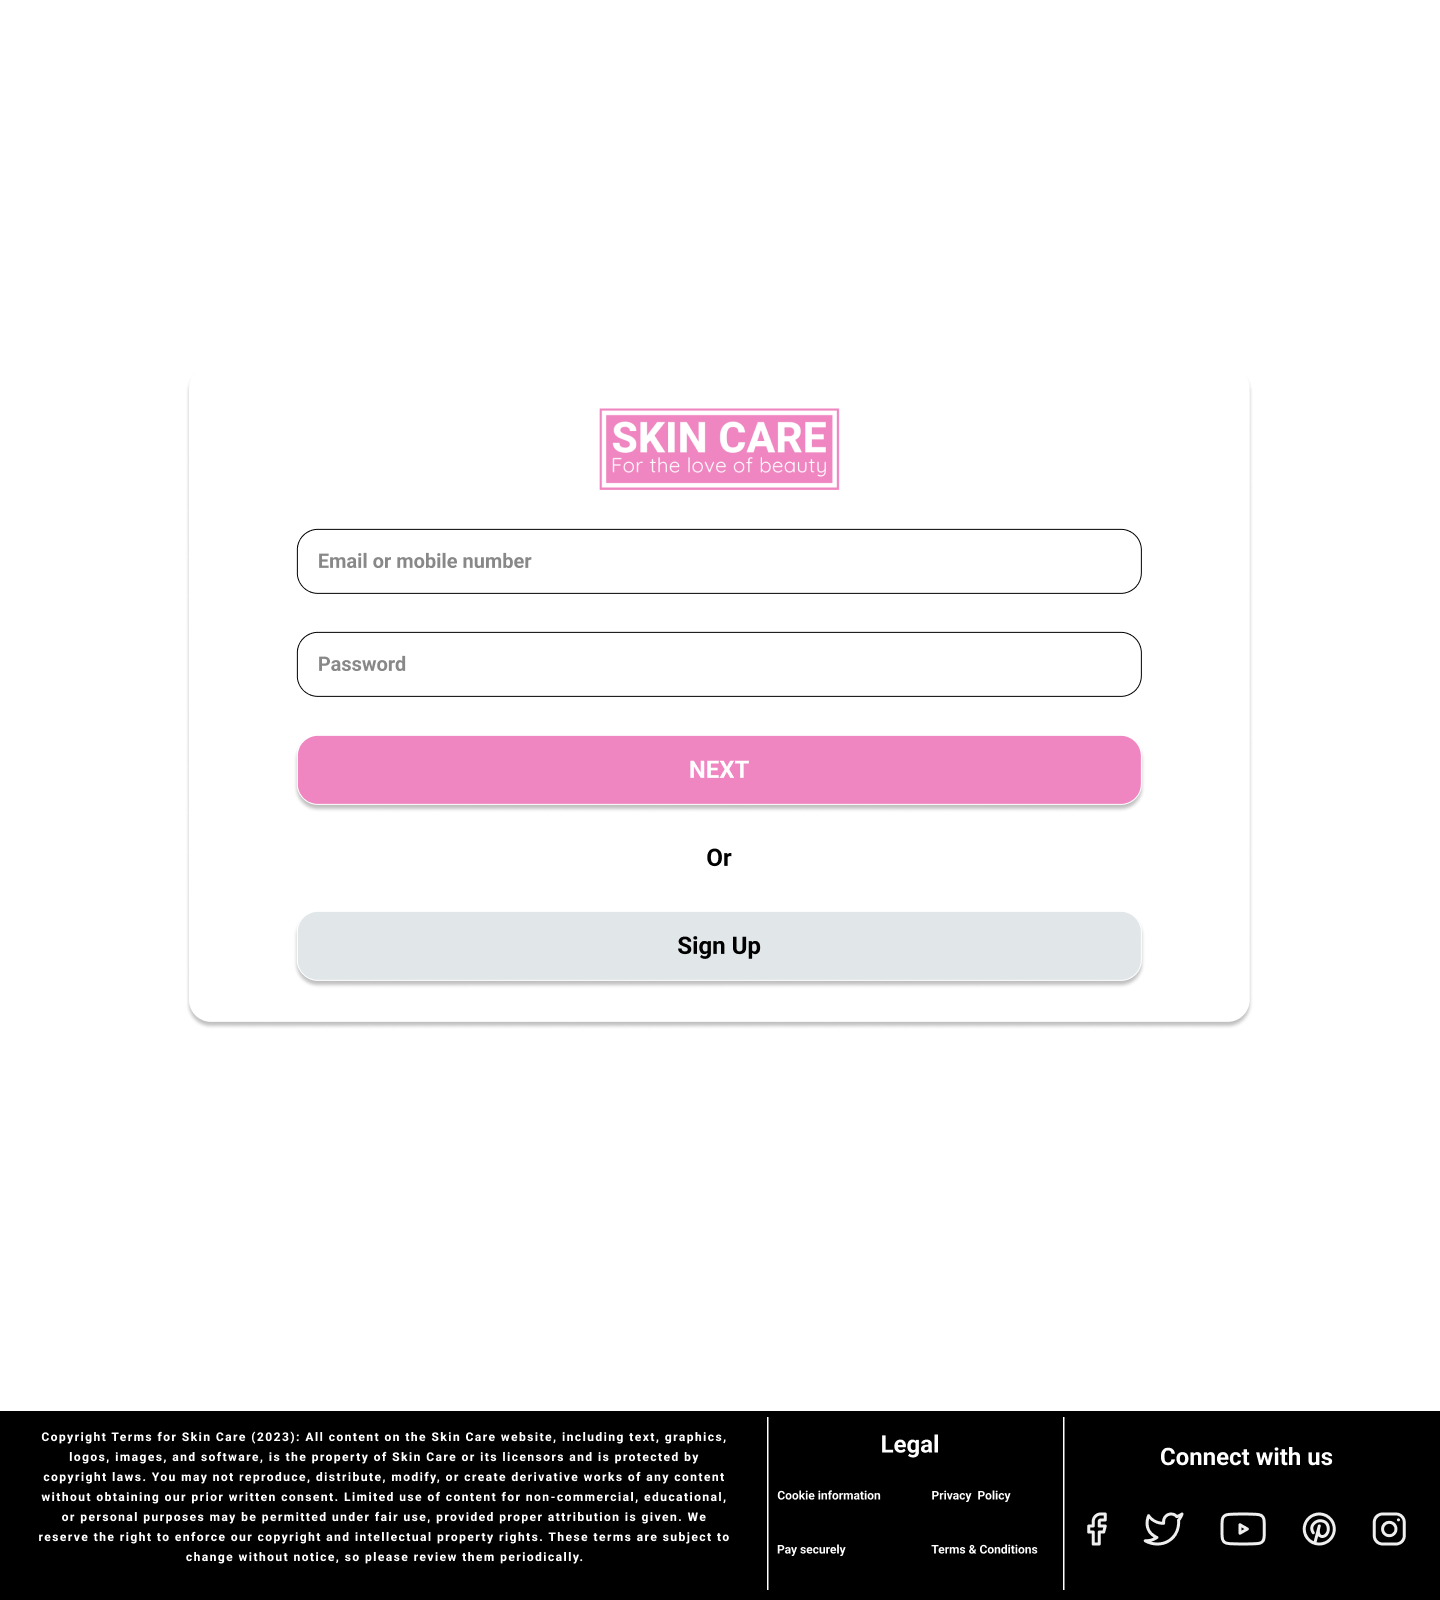 SKIN CARE
For the love of beauty
Email or mobile number
Password
NEXT
Or
Sign Up
Copyright Terms for Skin Care (2023): All content on the Skin Care website, including text, graphics,
logos, images, and software, is the property of Skin Care or its licensors and is protected by
copyright laws. You may not reproduce, distribute, modify, or create derivative works of any content
without obtaining our prior written consent. Limited use of content for non-commercial, educational,
or personal purposes may be permitted under fair use, provided proper attribution is given. We
reserve the right to enforce our copyright and intellectual property rights. These terms are subject to
change without notice, so please review them periodically.
Legal
Cookie information
Privacy  Policy
Pay securely
Terms & Conditions
Connect with us